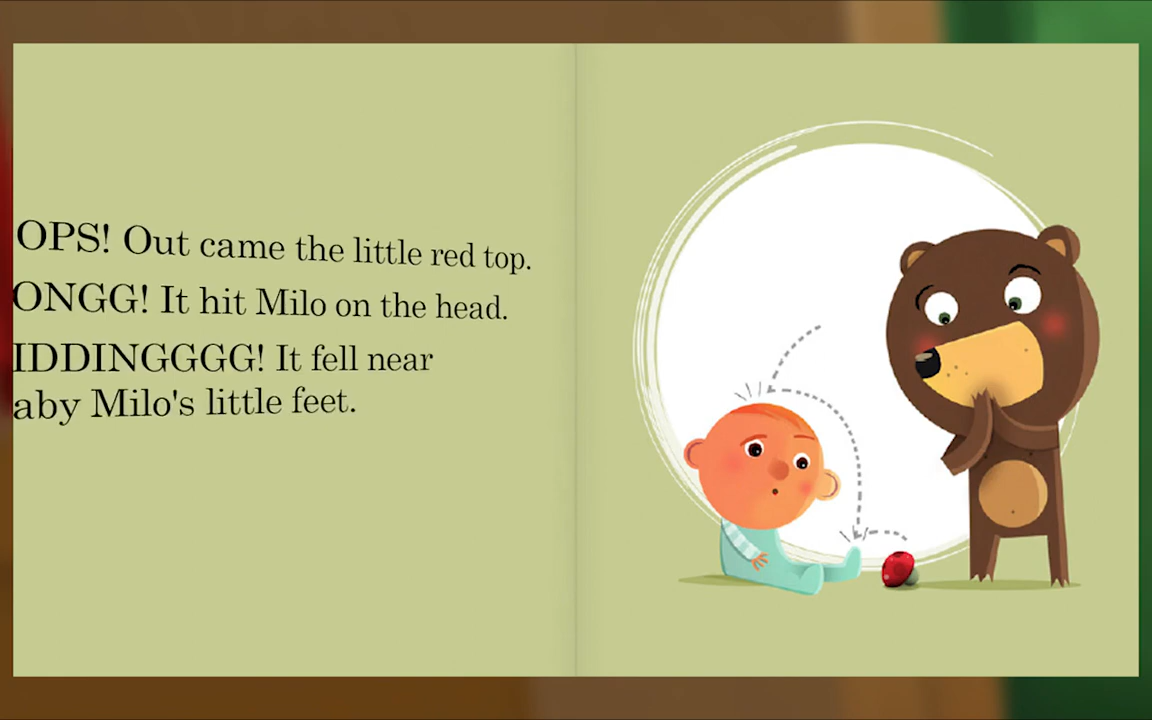 OPS! Out came the little red top.
ONGG! It hit Milo on the head.
IDDINGGGG! It fell near
aby Milo's little feet.